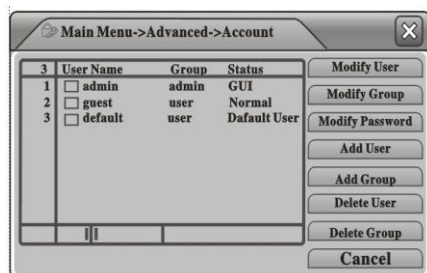 Main Menu->Advanced->Account
3 User Name Group Status
1 admin admin GUI
2 guest user Normal
3 default user Dafault User
Modify User
Modify Group
Modify Password
Add User
Add Group
Delete User
Delete Group
Cancel